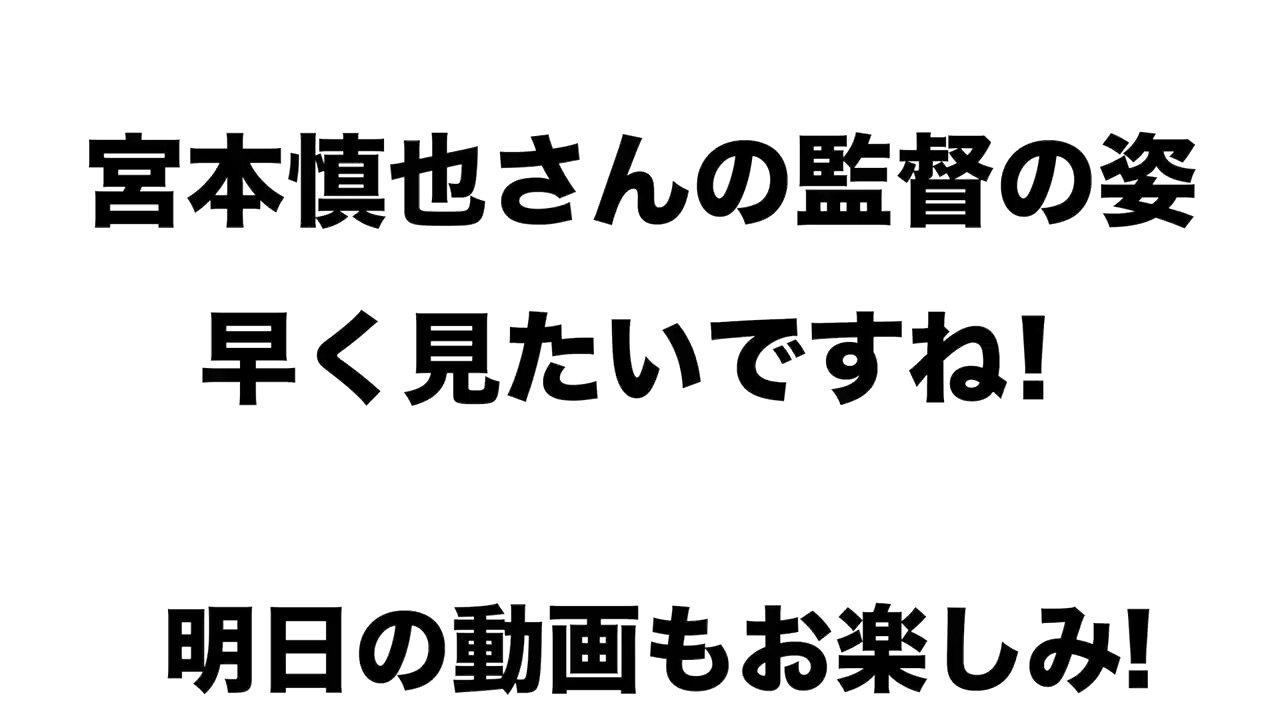 宮本慎也さんの監督の姿
早く見たいですね!
明日の動画もお楽しみ!